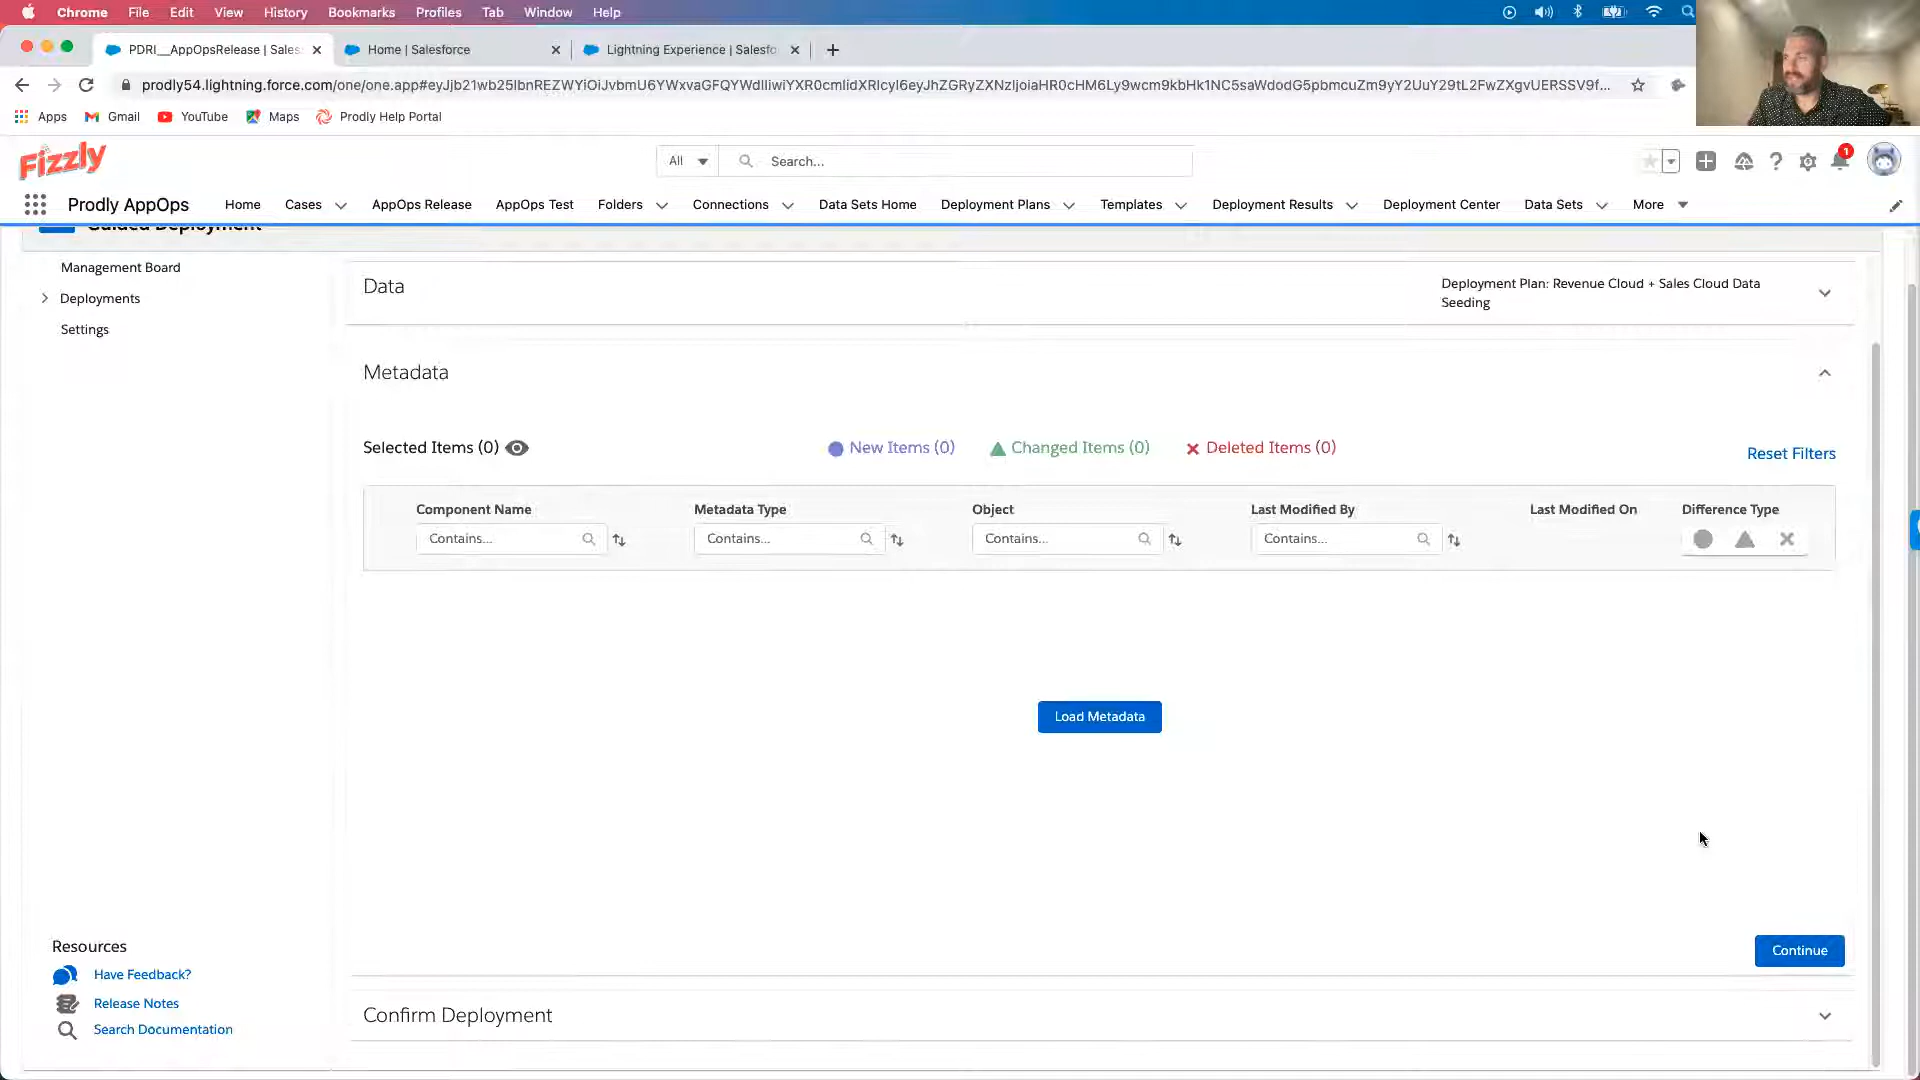 Chrome File Edit View History Bookmarks Profiles Tab Window Help
PDRI__AppOpsRelease | Sales
Home | Salesforce
Lightning Experience | Salesfo
prodly54.lightning.force.com/one/one.app#
Apps Gmail YouTube Maps Prodly Help Portal
Fizzly
All Search...
1
Prodly AppOps Home Cases AppOps Release AppOps Test Folders Connections Data Sets Home Deployment Plans Templates Deployment Results Deployment Center Data Sets More
Guided Deployment
Management Board
Deployments
Settings
Data
Deployment Plan: Revenue Cloud + Sales Cloud Data
Seeding
Metadata
Selected Items (0) New Items (0) Changed Items (0) Deleted Items (0)
Reset Filters
Component Name Metadata Type Object Last Modified By Last Modified On Difference Type
Contains... Contains... Contains... Contains...
Load Metadata
Continue
Resources
Have Feedback?
Release Notes
Search Documentation
Confirm Deployment